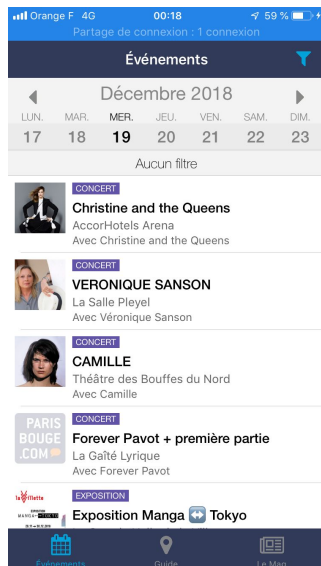 Orange F 4G 00:18 59 %
Partage de connexion : 1 connexion
Événements
Décembre 2018
LUN. MAR. MER. JEU. VEN. SAM. DIM.
17 18 19 20 21 22 23
Aucun filtre
CONCERT
Christine and the Queens
AccorHotels Arena
Avec Christine and the Queens
CONCERT
VERONIQUE SANSON
La Salle Pleyel
Avec Véronique Sanson
CONCERT
CAMILLE
Théâtre des Bouffes du Nord
Avec Camille
PARIS
BOUGE
.COM
CONCERT
Forever Pavot + première partie
La Gaîté Lyrique
Avec Forever Pavot
la Villette
EXPOSITION
Exposition Manga ↔ Tokyo
Événements Guide Le Mag